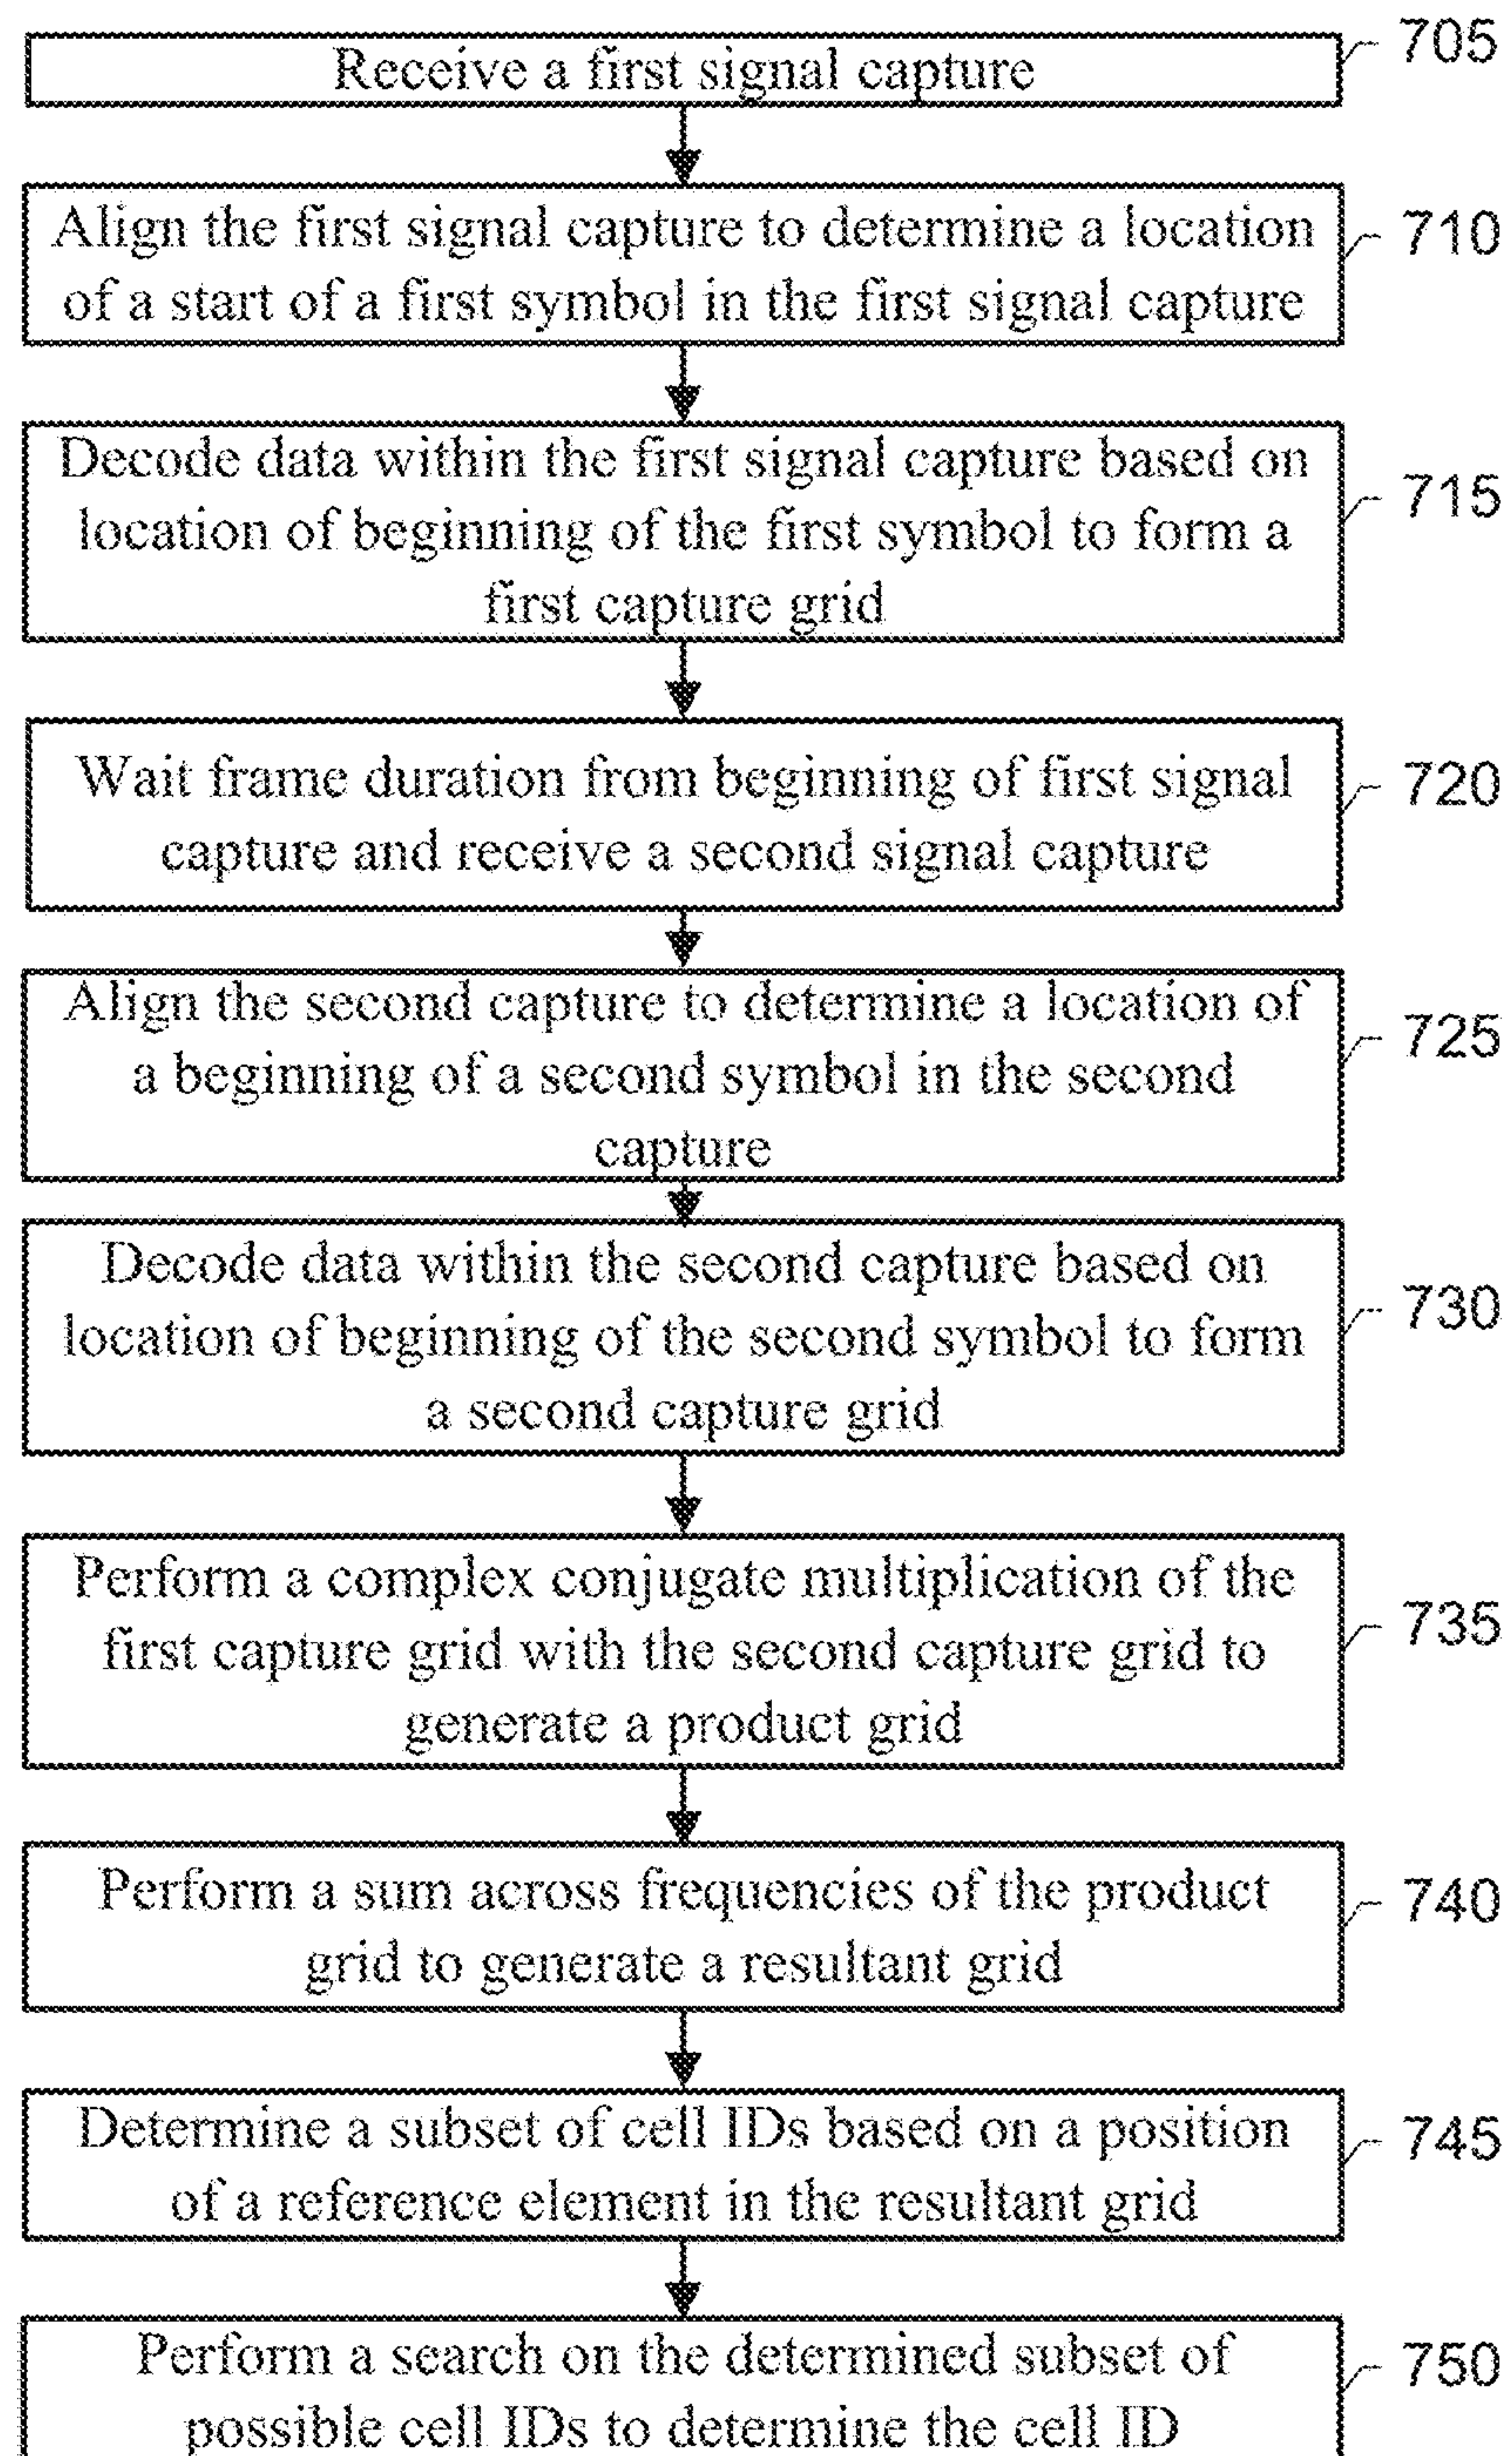 705
Receive a first signal capture
Align the first signal capture to determine a location
710
of a start of a first symbol in the first signal capture
Decode data within the first signal capture based on
715
location of beginning of the first symbol to form a
first capture grid
Wait frame duration from beginning of first signal
720
capture and receive a second signal capture
Align the second capture to determine a location of
725
a beginning of a second symbol in the second
capture
Decode data within the second capture based on
730
location of beginning of the second symbol to form
a second capture grid
Perform a complex conjugate multiplication of the
735
first capture grid with the second capture grid to
generate a product grid
Perform a sum across frequencies of the product
740
grid to generate a resultant grid
Determine a subset of cell IDs based on a position
745
of a reference element in the resultant grid
Perform a search on the determined subset of
750
possible cell IDs to determine the cell ID